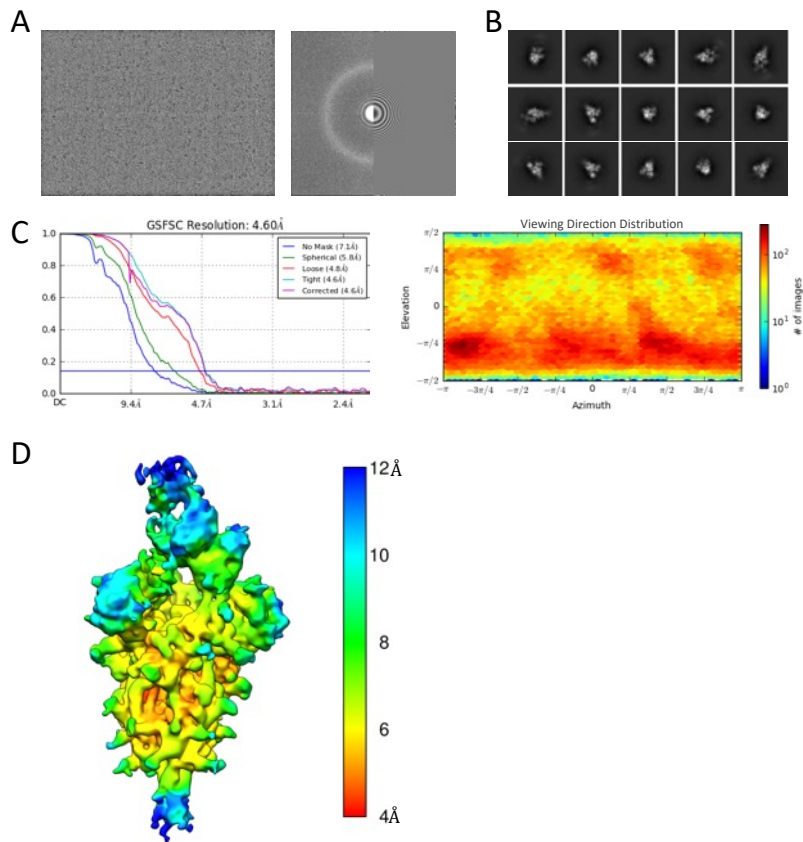 A
B
C
GSFSC Resolution: 4.60Å
1.0
0.8
0.6
0.4
0.2
0.0
No Mask (7.1Å)
Spherical (5.8Å)
Loose (4.8Å)
Tight (4.6Å)
Corrected (4.6Å)
DC
9.4Å
4.7Å
3.1Å
2.4Å
Viewing Direction Distribution
Elevation
π/2
π/4
0
−π/4
−π/2
−π
−3π/4
−π/2
−π/4
0
π/4
π/2
3π/4
π
Azimuth
10²
10¹
10⁰
# of images
D
12Å
10
8
6
4Å